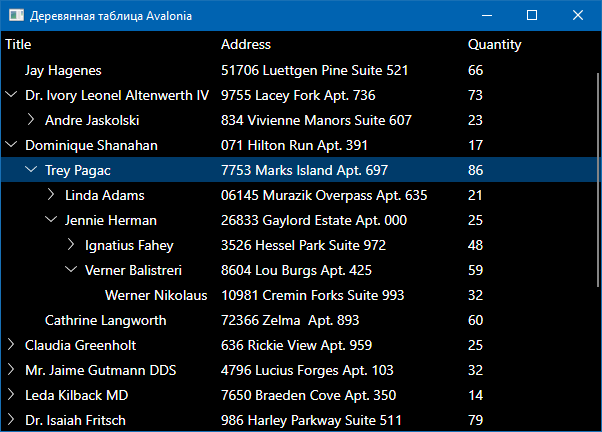 Деревянная таблица Avalonia
Title Address Quantity
Jay Hagenes 51706 Luettgen Pine Suite 521 66
Dr. Ivory Leonel Altenwerth IV 9755 Lacey Fork Apt. 736 73
Andre Jaskolski 834 Vivienne Manors Suite 607 23
Dominique Shanahan 071 Hilton Run Apt. 391 17
Trey Pagac 7753 Marks Island Apt. 697 86
Linda Adams 06145 Murazik Overpass Apt. 635 21
Jennie Herman 26833 Gaylord Estate Apt. 000 25
Ignatius Fahey 3526 Hessel Park Suite 972 48
Verner Balistreri 8604 Lou Burgs Apt. 425 59
Werner Nikolaus 10981 Cremin Forks Suite 993 32
Cathrine Langworth 72366 Zelma  Apt. 893 60
Claudia Greenholt 636 Rickie View Apt. 959 25
Mr. Jaime Gutmann DDS 4796 Lucius Forges Apt. 103 32
Leda Kilback MD 7650 Braeden Cove Apt. 350 14
Dr. Isaiah Fritsch 986 Harley Parkway Suite 511 79